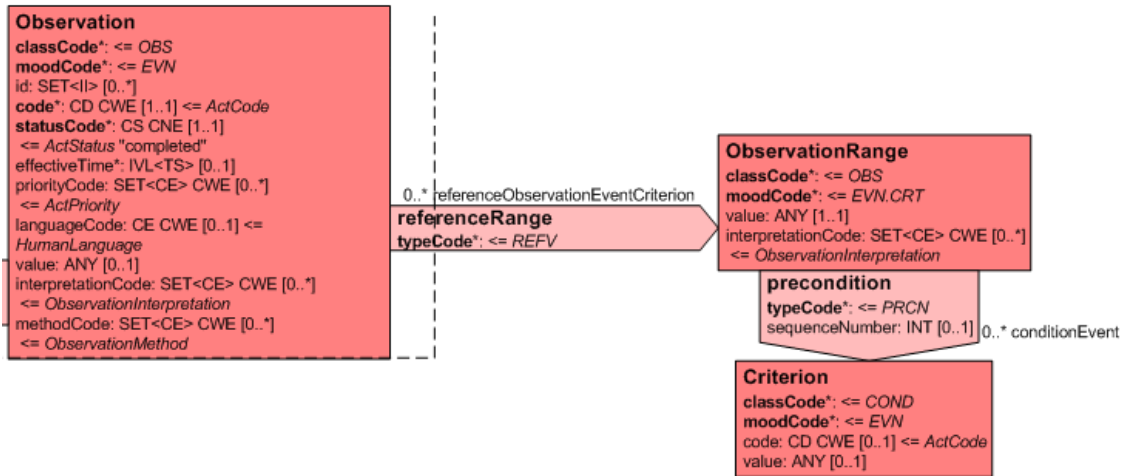 Observation
classCode*: <= OBS
moodCode*: <= EVN
id: SET<II> [0..*]
code*: CD CWE [1..1] <= ActCode
statusCode*: CS CNE [1..1]
<= ActStatus "completed"
effectiveTime*: IVL<TS> [0..1]
priorityCode: SET<CE> CWE [0..*]
<= ActPriority
languageCode: CE CWE [0..1] <=
HumanLanguage
value: ANY [0..1]
interpretationCode: SET<CE> CWE [0..*]
<= ObservationInterpretation
methodCode: SET<CE> CWE [0..*]
<= ObservationMethod
0..* referenceObservationEventCriterion
referenceRange
typeCode*: <= REFV
ObservationRange
classCode*: <= OBS
moodCode*: <= EVN.CRT
value: ANY [1..1]
interpretationCode: SET<CE> CWE [0..*]
<= ObservationInterpretation
precondition
typeCode*: <= PRCN
sequenceNumber: INT [0..1]
0..* conditionEvent
Criterion
classCode*: <= COND
moodCode*: <= EVN
code: CD CWE [0..1] <= ActCode
value: ANY [0..1]